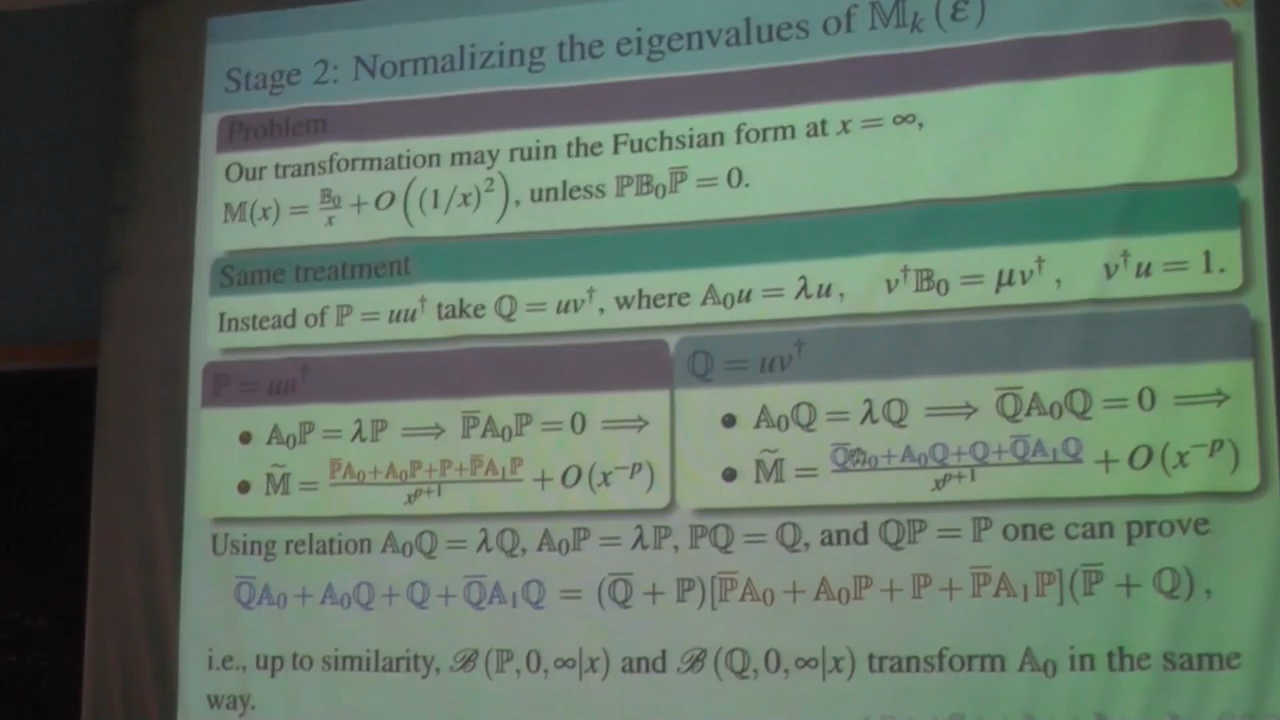 Stage 2: Normalizing the eigenvalues of 𝕄ₖ(ε)
Problem
Our transformation may ruin the Fuchsian form at x = ∞,
M(x) = 𝔹₀/x + O((1/x)²), unless ℙ𝔹₀ℙ̅ = 0.
Same treatment
Instead of ℙ = uu† take ℚ = uv†, where 𝔸₀u = λu, v†𝔹₀ = μv†, v†u = 1.
ℙ = uu†
• A₀ℙ = λℙ ⟹ ℙ̅A₀ℙ = 0 ⟹
• M̃ = (ℙ̅A₀+A₀ℙ+ℙ+ℙ̅A₁ℙ)/xᵖ⁺¹ + O(x⁻ᵖ)
ℚ = uv†
• A₀ℚ = λℚ ⟹ ℚ̅A₀ℚ = 0 ⟹
• M̃ = (ℚ̅A₀+A₀ℚ+ℚ+ℚ̅A₁ℚ)/xᵖ⁺¹ + O(x⁻ᵖ)
Using relation A₀ℚ = λℚ, A₀ℙ = λℙ, ℙℚ = ℚ, and ℚℙ = ℙ one can prove
ℚ̅A₀ + A₀ℚ + ℚ + ℚ̅A₁ℚ = (ℚ̅ + ℙ)[ℙ̅A₀ + A₀ℙ + ℙ + ℙ̅A₁ℙ](ℙ̅ + ℚ),
i.e., up to similarity, ℬ(ℙ,0,∞|x) and ℬ(ℚ,0,∞|x) transform A₀ in the same
way.